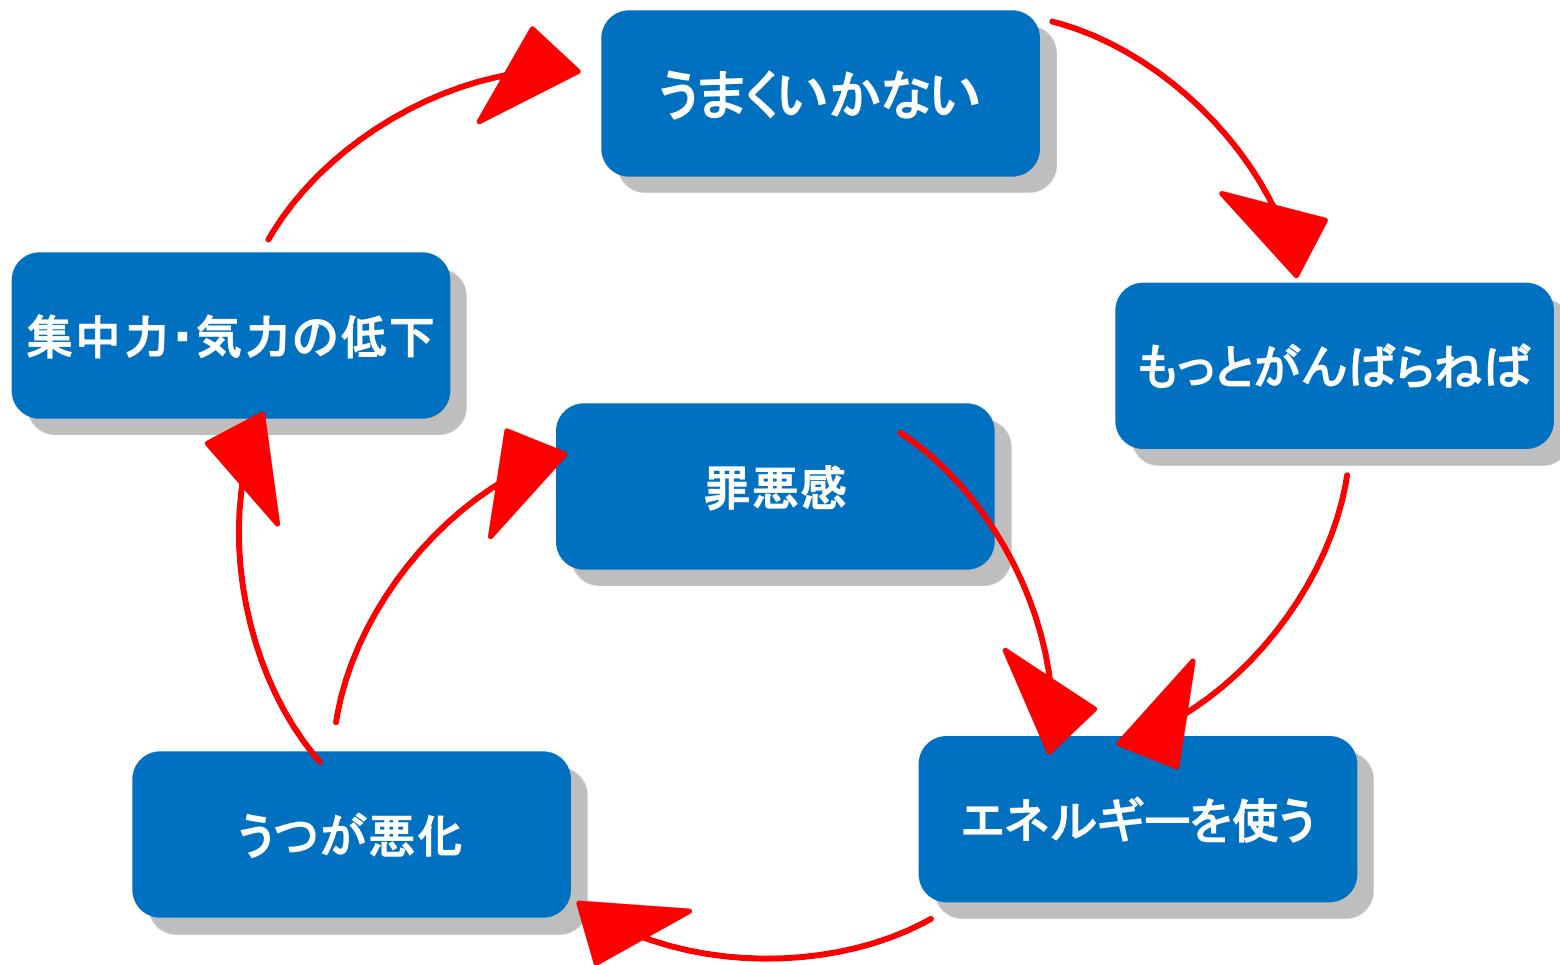 うまくいかない
集中力・気力の低下
もっとがんばらねば
罪悪感
うつが悪化
エネルギーを使う